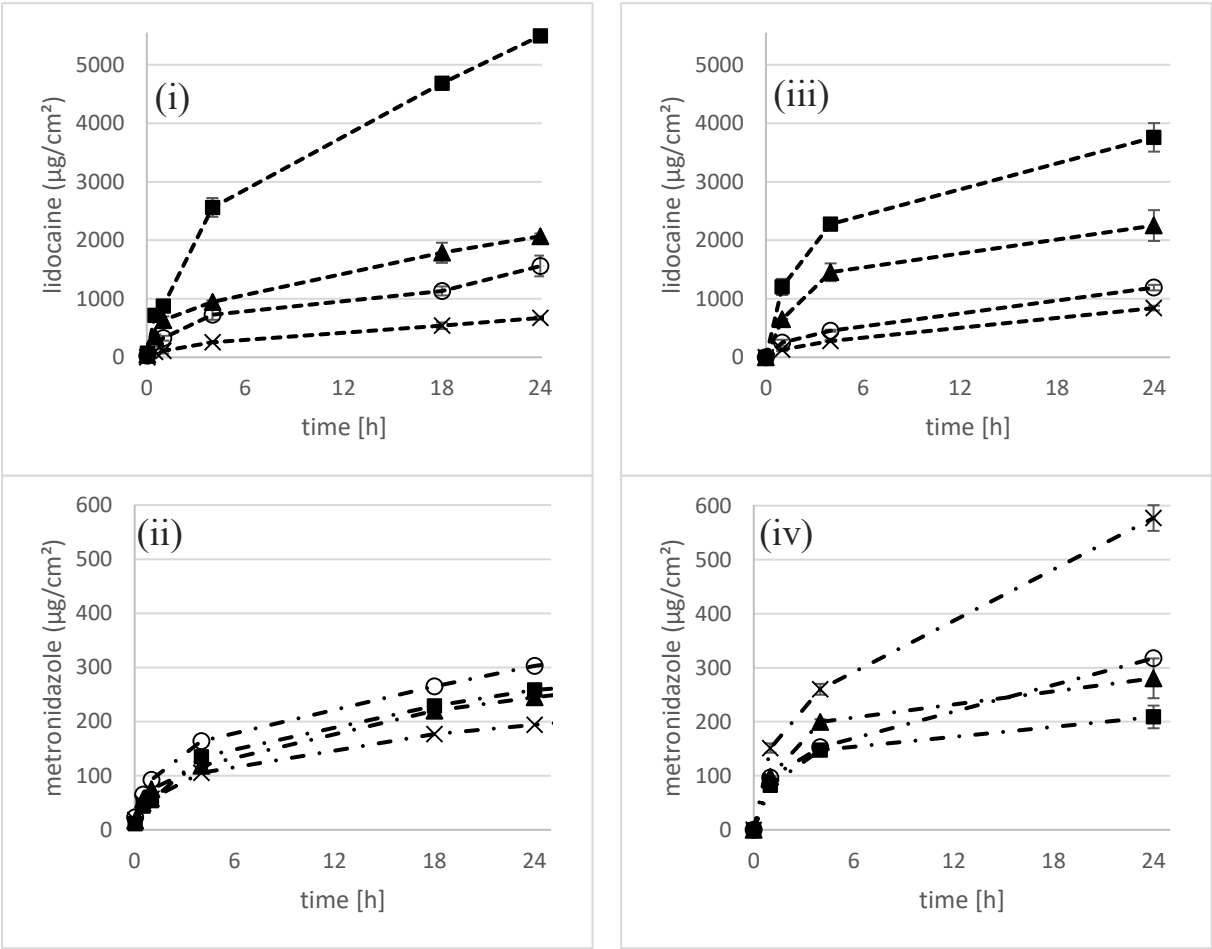 (i)
lidocaine (µg/cm²)
5000
4000
3000
2000
1000
0
0 6 12 18 24
time [h]
(iii)
lidocaine (µg/cm²)
5000
4000
3000
2000
1000
0
0 6 12 18 24
time [h]
(ii)
metronidazole (µg/cm²)
600
500
400
300
200
100
0
0 6 12 18 24
time [h]
(iv)
metronidazole (µg/cm²)
600
500
400
300
200
100
0
0 6 12 18 24
time [h]